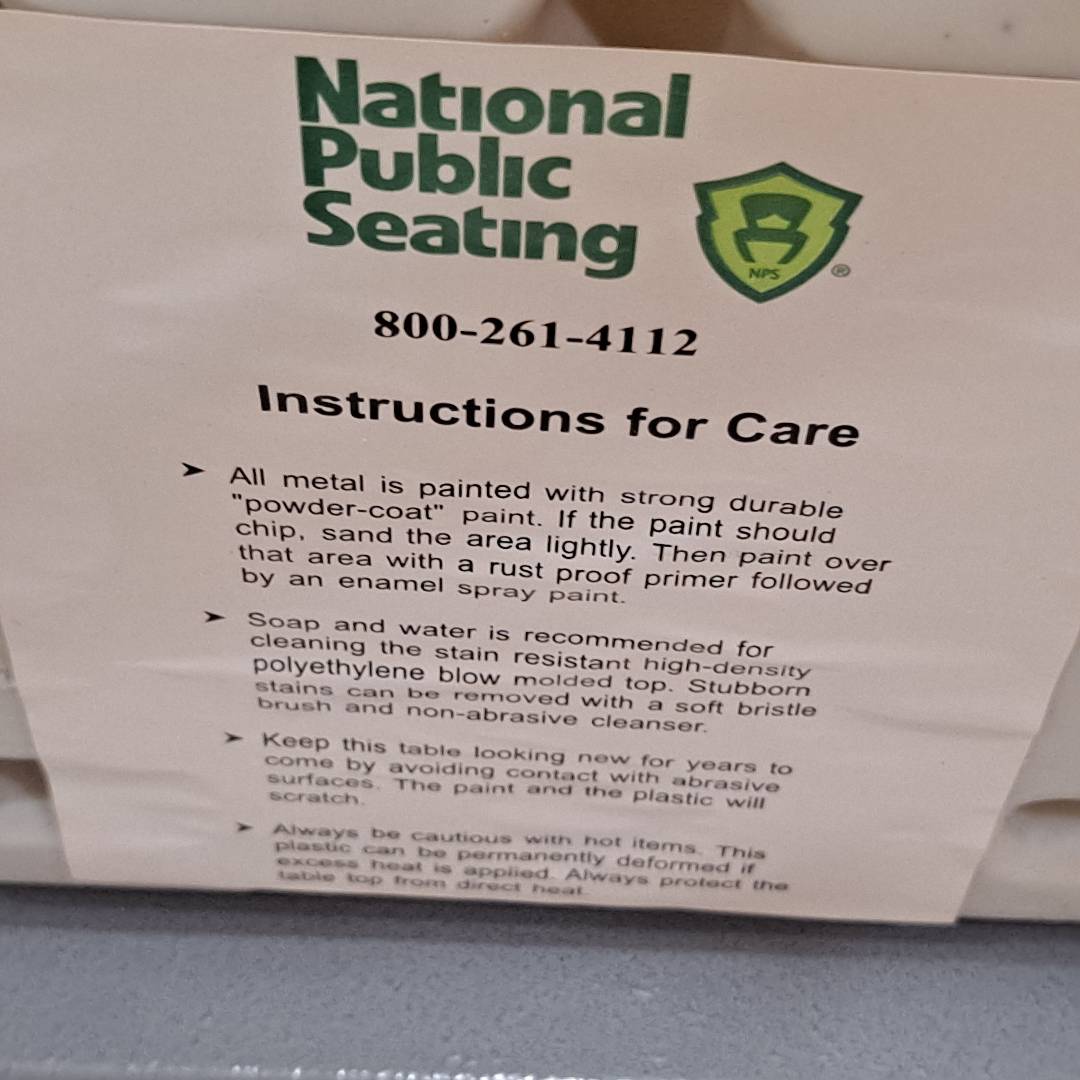 National
Public
Seating
NPS
®
800-261-4112
Instructions for Care
➤ All metal is painted with strong durable
"powder-coat" paint. If the paint should
chip, sand the area lightly. Then paint over
that area with a rust proof primer followed
by an enamel spray paint.
➤ Soap and water is recommended for
cleaning the stain resistant high-density
polyethylene blow molded top. Stubborn
stains can be removed with a soft bristle
brush and non-abrasive cleanser.
➤ Keep this table looking new for years to
come by avoiding contact with abrasive
surfaces. The paint and the plastic will
scratch.
➤ Always be cautious with hot items. This
plastic can be permanently deformed if
excess heat is applied. Always protect the
table top from direct heat.